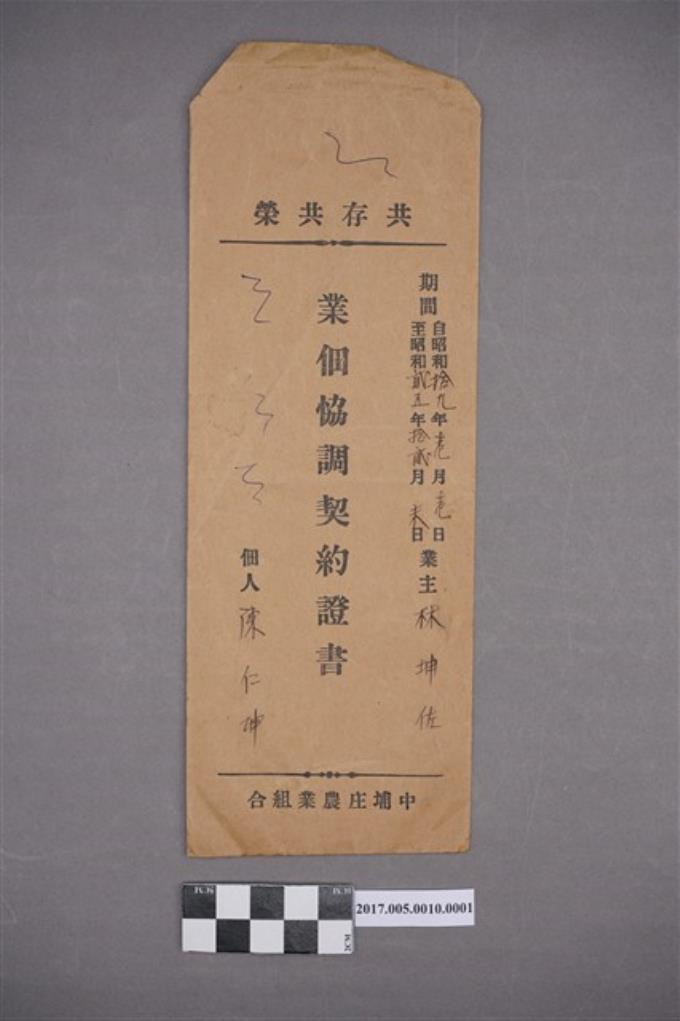 共存共榮
期間
自昭和拾九年壱月壱日
至昭和貳五年拾貳月末日
業主 林坤佐
業佃協調契約證書
佃人 陳仁坤
中埔庄農業組合
2017.005.0010.0001